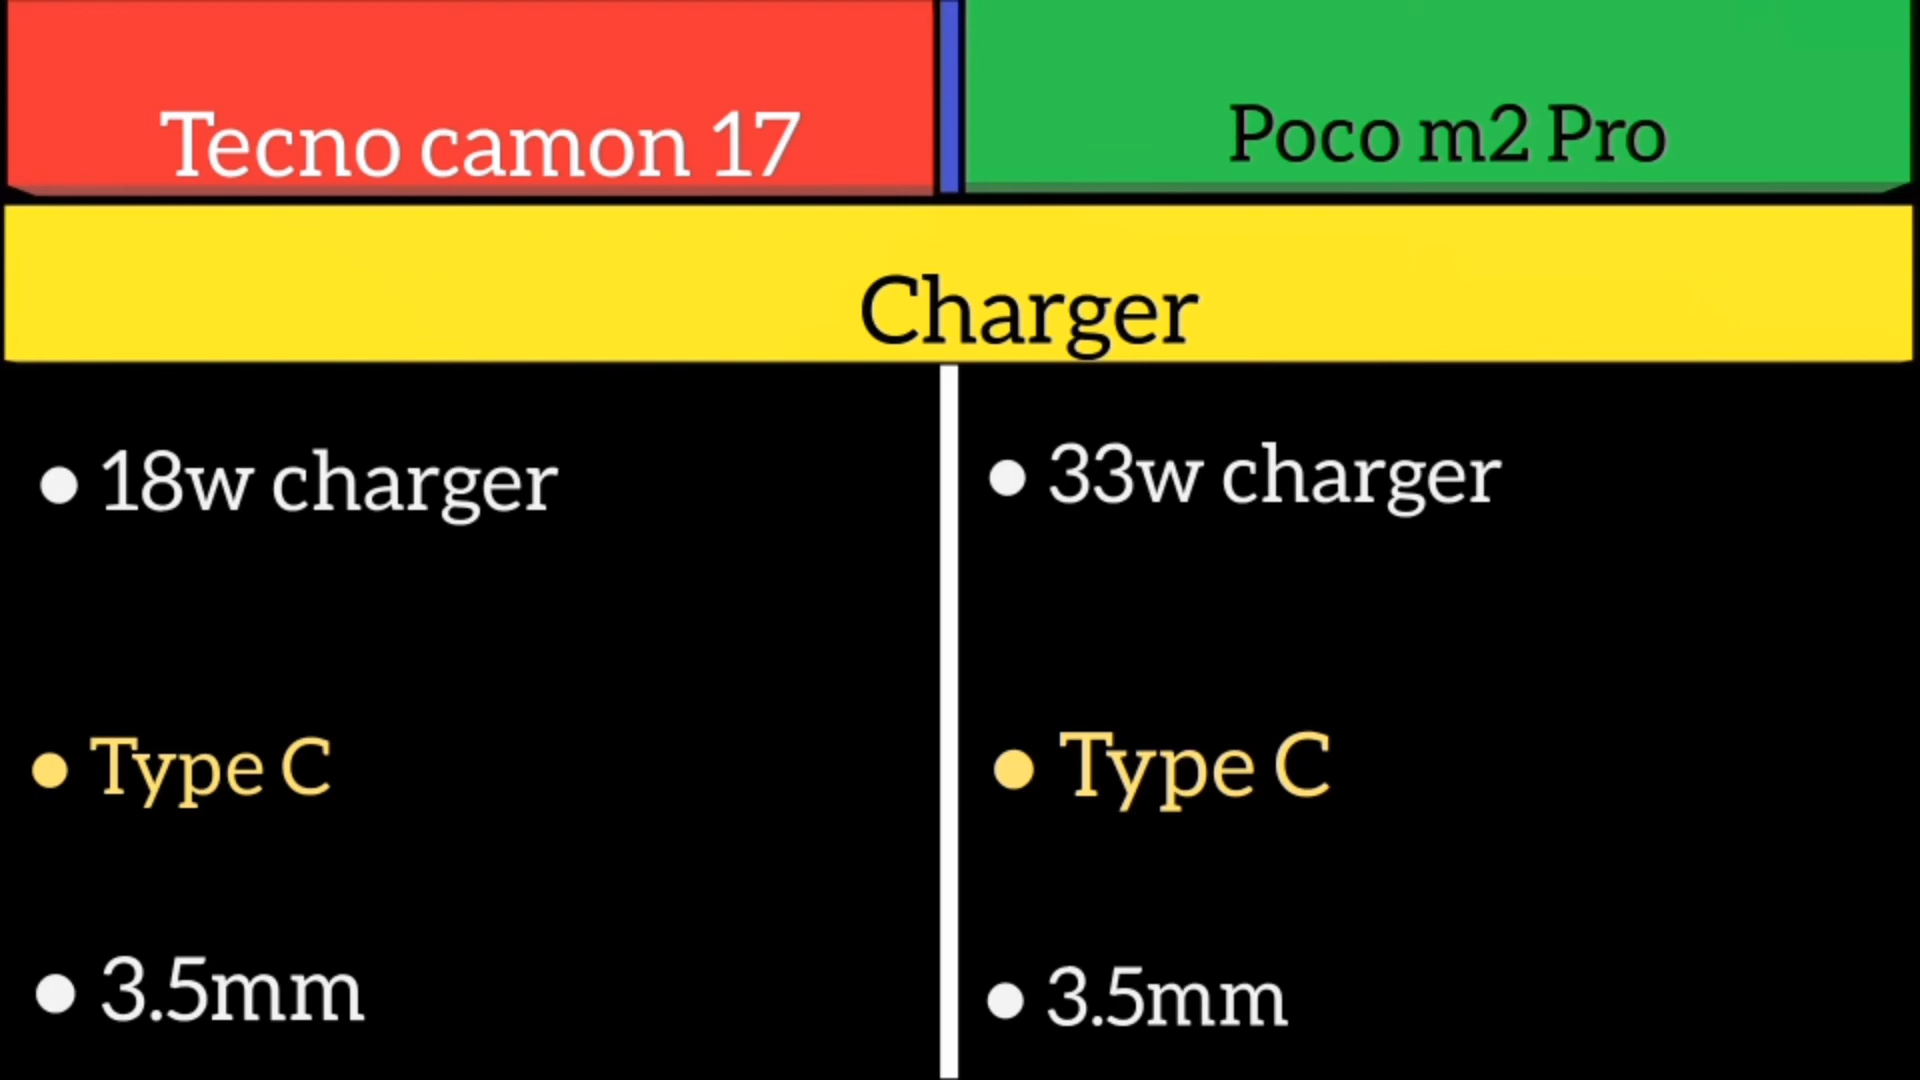 Tecno camon 17
Poco m2 Pro
Charger
● 18w charger
● 33w charger
● Type C
● Type C
● 3.5mm
● 3.5mm